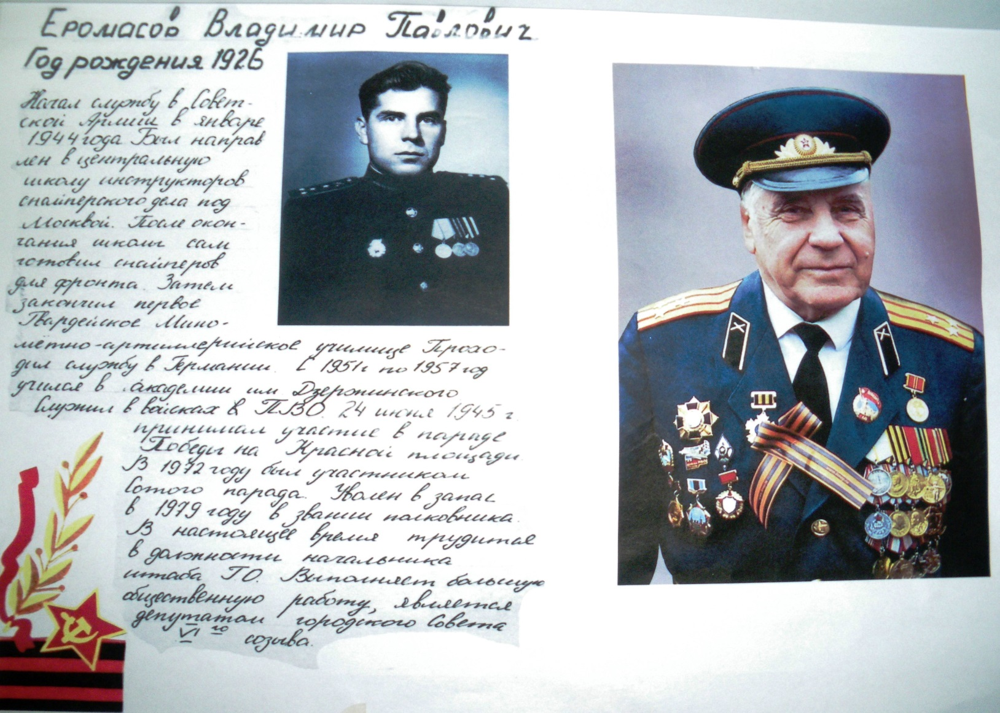 Еромасов Владимир Павлович
Год рождения 1926
Начал службу в Совет-
ской Армии в январе
1944 года Был направ
лен в центральную
школу инструкторов
снайперского дела под
Москвой. После окон-
чания школы сам
готовил снайперов
для фронта. Затем
закончил первое
Гвардейское Мино-
мётно-артиллерийское училище Прохо-
дил службу в Германии. С 1951 г по 1957 год
учился в академии им Дзержинского
Служил в войсках в ПВО. 24 июня 1945 г.
принимал участие в параде
Победы на Красной площади.
В 1972 году был участником
Сотого парада. Уволен в запас
в 1979 году в звании полковника.
В настоящее время трудится
в должности начальника
штаба ГО. Выполняет большую
общественную работу, является
депутатом городского Совета
VI го созыва.